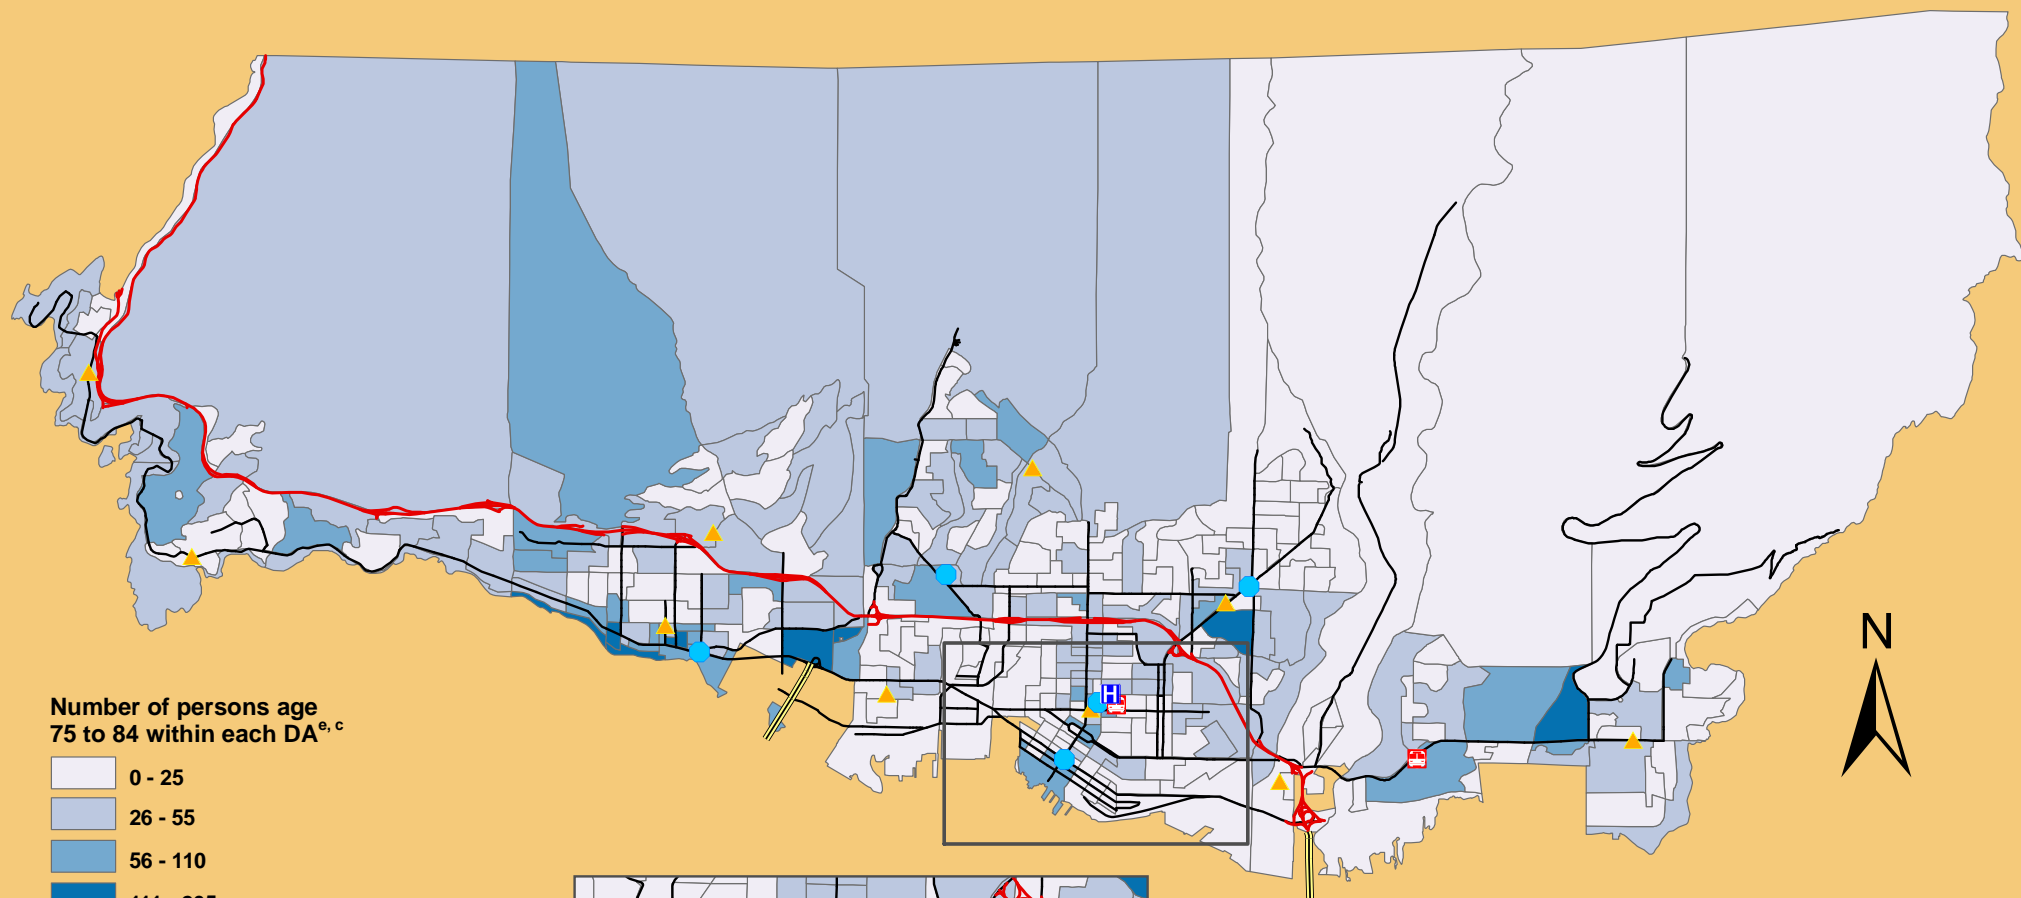 H
N
Number of persons age
75 to 84 within each DAe, c
0 - 25
26 - 55
56 - 110